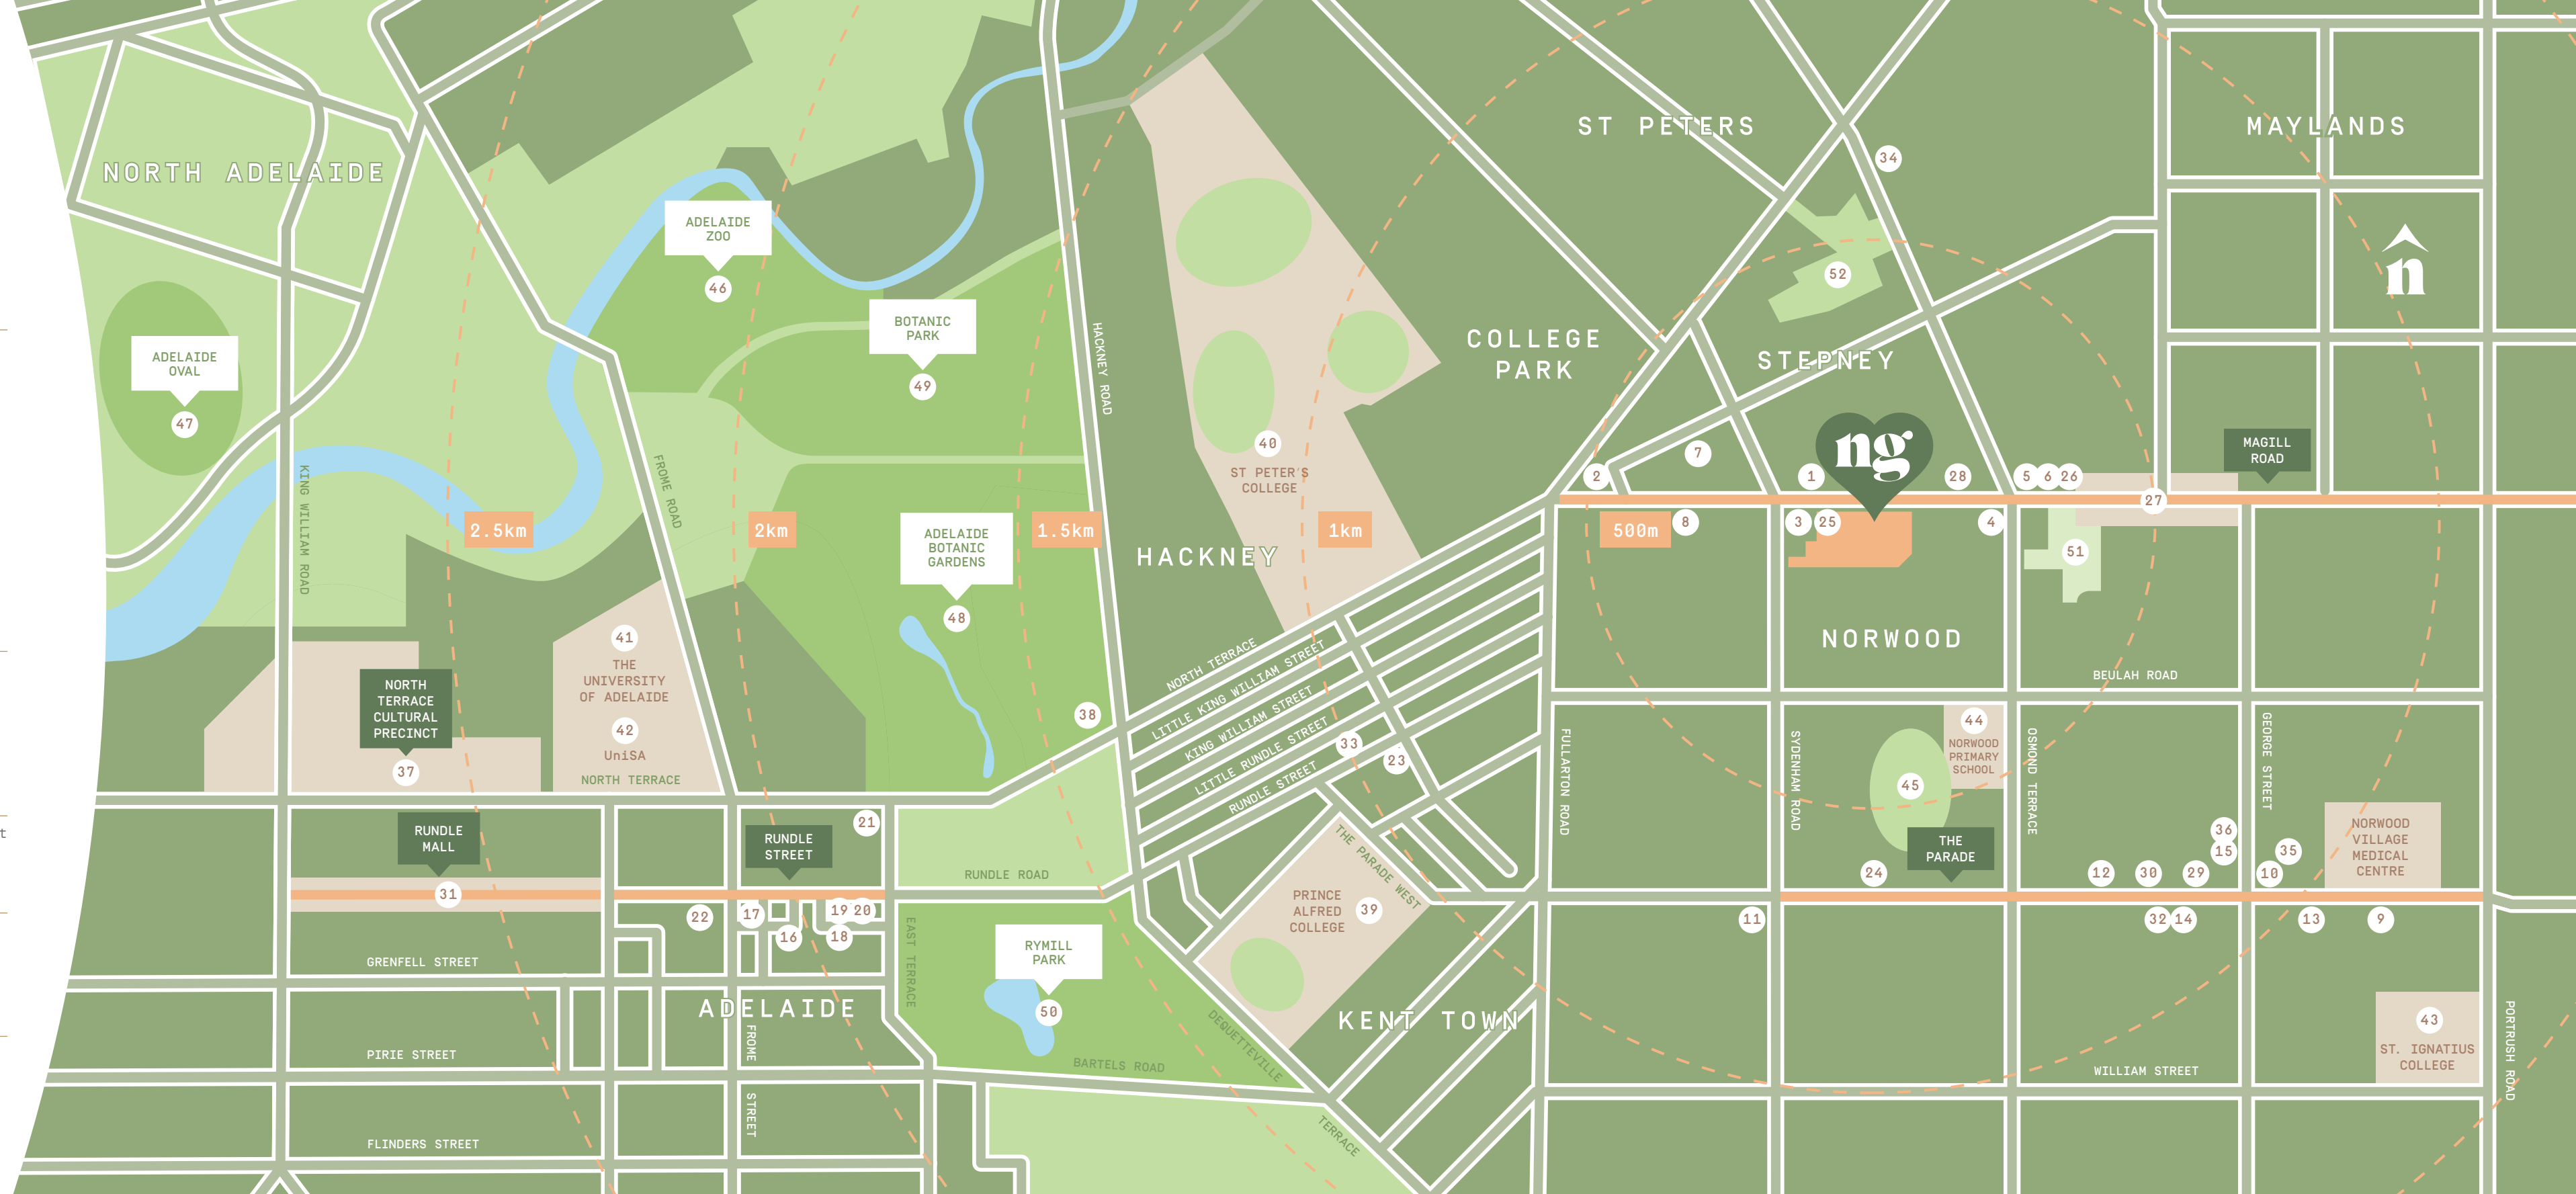 NORTH ADELAIDE
ST PETERS
MAYLANDS
34
ADELAIDE
ZOO
46
52
n
BOTANIC
PARK
49
HACKNEY ROAD
COLLEGE
PARK
STEPNEY
ADELAIDE
OVAL
47
40
ST PETER'S
COLLEGE
KING WILLIAM ROAD
FROME ROAD
2
7
1
ng
28
5
6
26
27
MAGILL
ROAD
2.5km
2km
1.5km
1km
500m
8
3
25
4
51
ADELAIDE
BOTANIC
GARDENS
48
HACKNEY
NORWOOD
41
THE
UNIVERSITY
OF ADELAIDE
42
UniSA
NORTH TERRACE
NORTH
TERRACE
CULTURAL
PRECINCT
37
38
NORTH TERRACE
LITTLE KING WILLIAM STREET
KING WILLIAM STREET
LITTLE RUNDLE STREET
RUNDLE STREET
33
23
BEULAH ROAD
FULLARTON ROAD
SYDENHAM ROAD
OSMOND TERRACE
GEORGE STREET
44
NORWOOD
PRIMARY
SCHOOL
45
t
RUNDLE
MALL
31
RUNDLE
STREET
21
RUNDLE ROAD
THE PARADE WEST
THE
PARADE
24
12
30
29
36
15
10
35
NORWOOD
VILLAGE
MEDICAL
CENTRE
22
17
16
19
20
18
EAST TERRACE
PRINCE
ALFRED
COLLEGE
39
11
32
14
13
9
GRENFELL STREET
RYMILL
PARK
50
ADELAIDE
KENT TOWN
43
ST. IGNATIUS
COLLEGE
PORTRUSH ROAD
PIRIE STREET
FROME
STREET
BARTELS ROAD
DEQUETTEVILLE
TERRACE
WILLIAM STREET
FLINDERS STREET